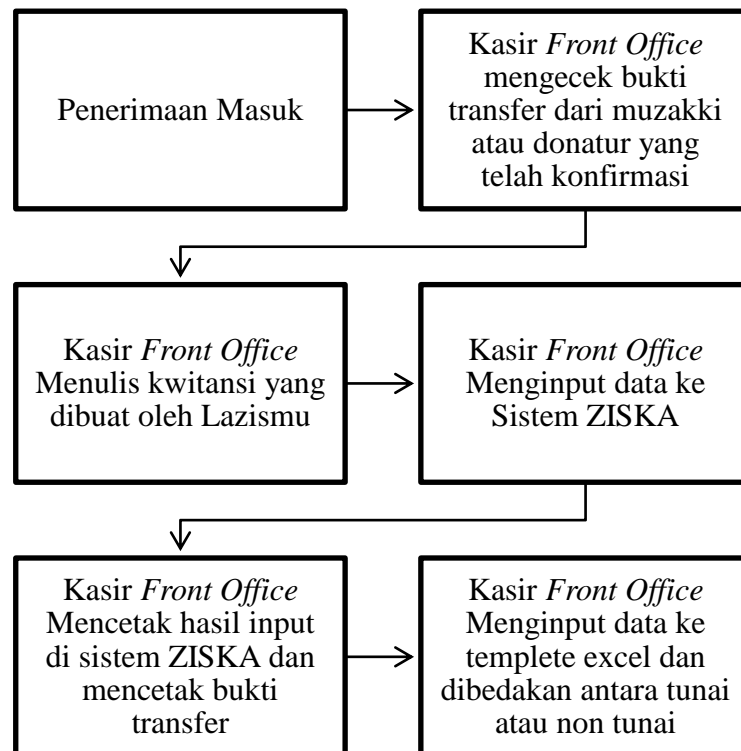 Penerimaan Masuk
Kasir Front Office
mengecek bukti
transfer dari muzakki
atau donatur yang
telah konfirmasi
Kasir Front Office
Menulis kwitansi yang
dibuat oleh Lazismu
Kasir Front Office
Menginput data ke
Sistem ZISKA
Kasir Front Office
Mencetak hasil input
di sistem ZISKA dan
mencetak bukti
transfer
Kasir Front Office
Menginput data ke
templete excel dan
dibedakan antara tunai
atau non tunai